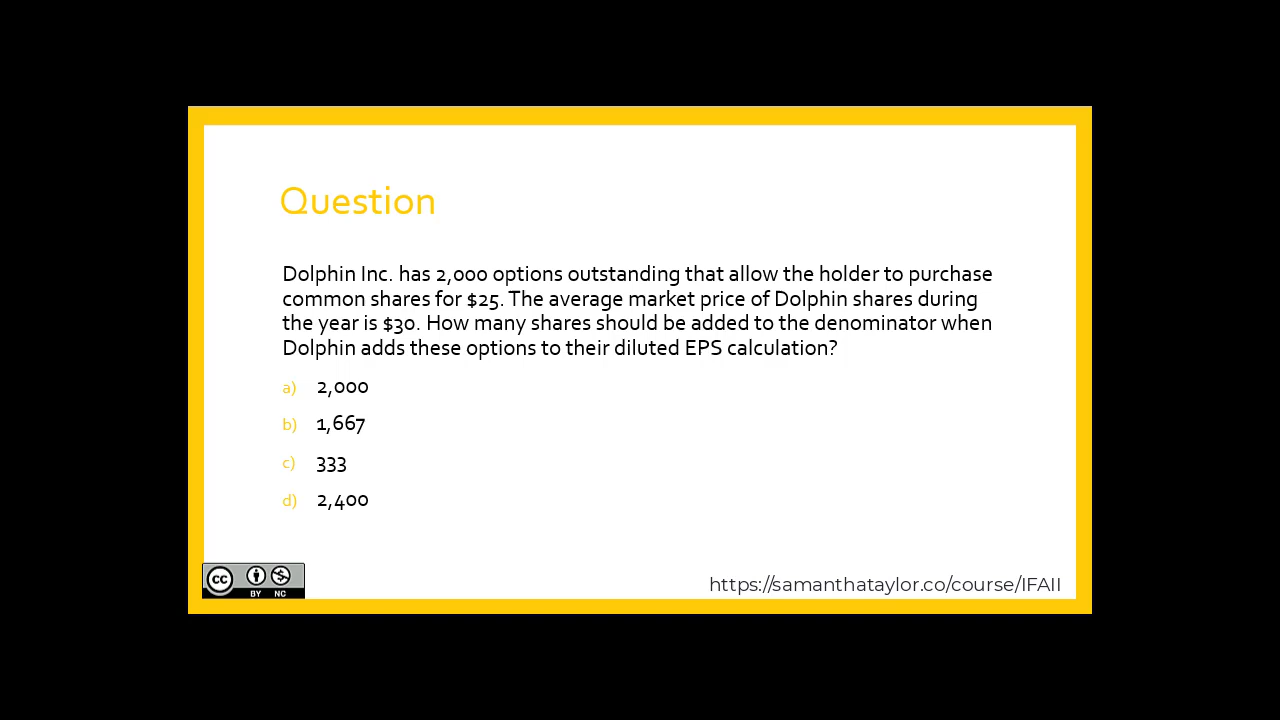 Question
Dolphin Inc. has 2,000 options outstanding that allow the holder to purchase
common shares for $25. The average market price of Dolphin shares during
the year is $30. How many shares should be added to the denominator when
Dolphin adds these options to their diluted EPS calculation?
a) 2,000
b) 1,667
c) 333
d) 2,400
cc BY NC
https://samanthataylor.co/course/IFAII